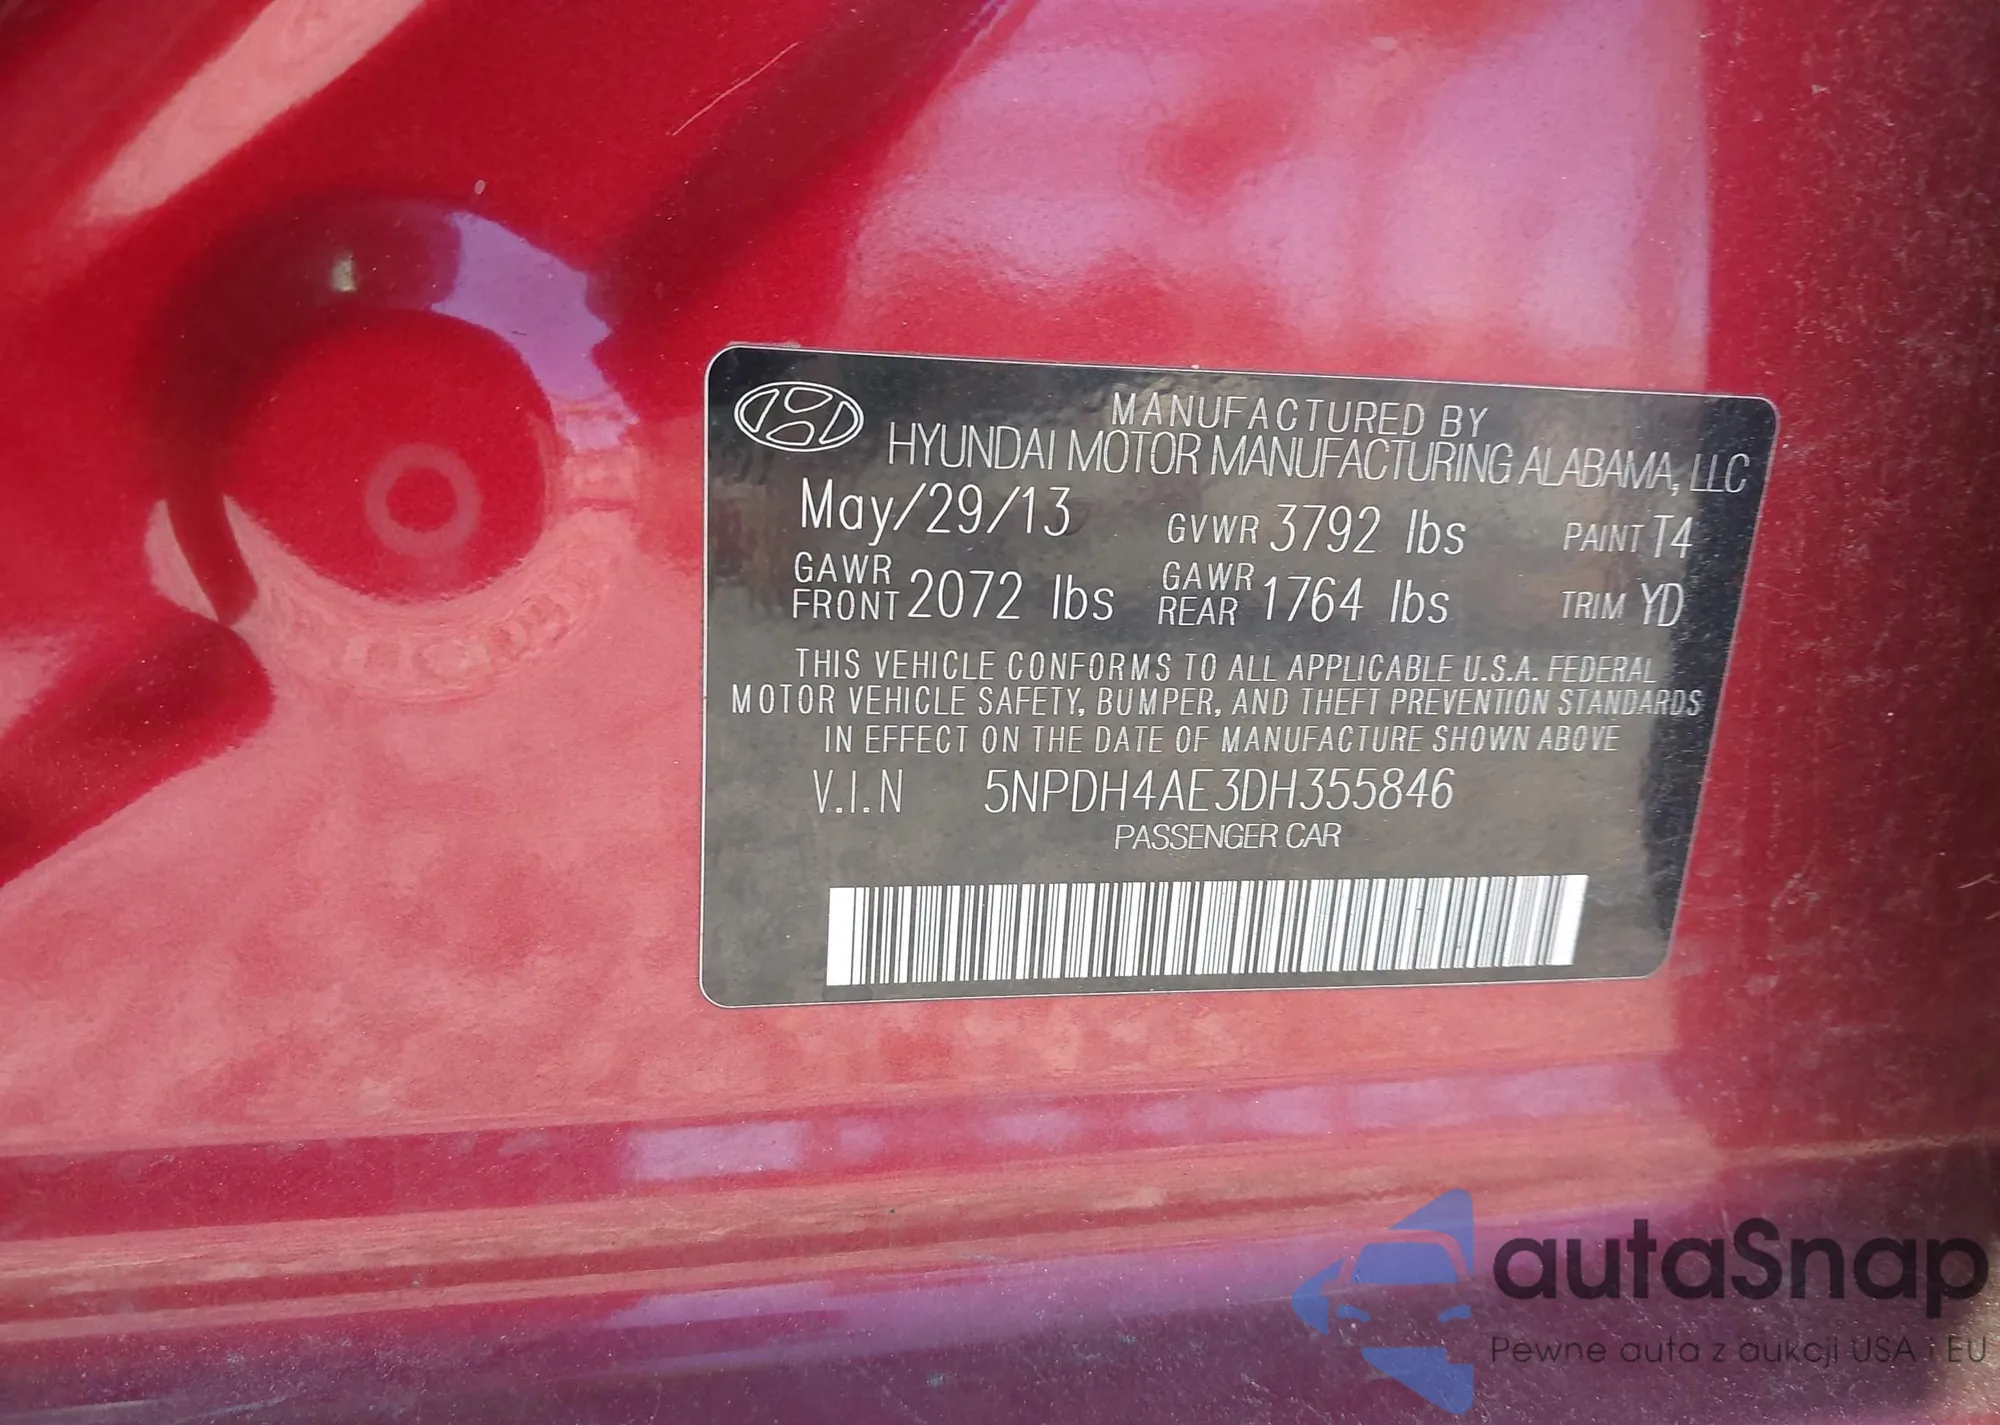 MANUFACTURED BY
HYUNDAI MOTOR MANUFACTURING ALABAMA, LLC
May/29/13 GVWR 3792 lbs PAINT T4
GAWR FRONT 2072 lbs GAWR REAR 1764 lbs TRIM YD
THIS VEHICLE CONFORMS TO ALL APPLICABLE U.S.A. FEDERAL
MOTOR VEHICLE SAFETY, BUMPER, AND THEFT PREVENTION STANDARDS
IN EFFECT ON THE DATE OF MANUFACTURE SHOWN ABOVE
V.I.N 5NPDH4AE3DH355846
PASSENGER CAR
autaSnap
Pewne auta z aukcji USA i EU